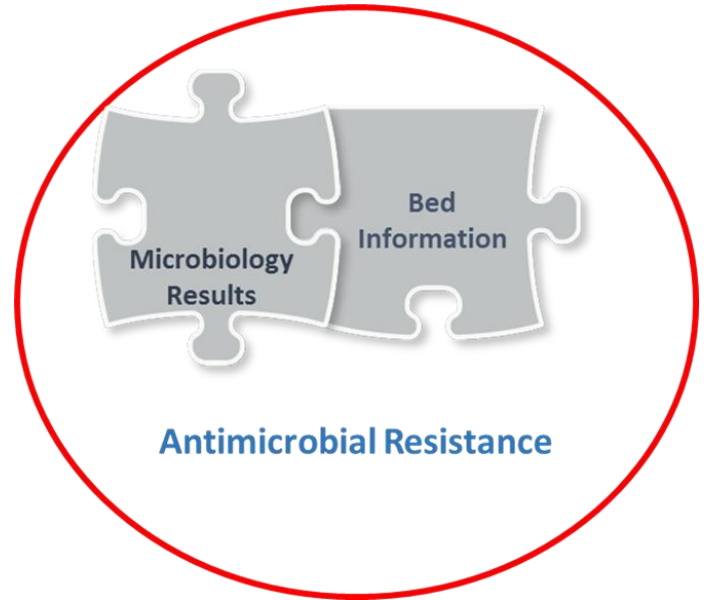 Microbiology
Results
Bed
Information
Antimicrobial Resistance